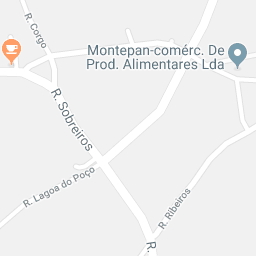 R. Corgo
Montepan-comérc. De
Prod. Alimentares Lda
R. Sobreiros
R. Lagoa do Poço
R. Ribeiros
R.